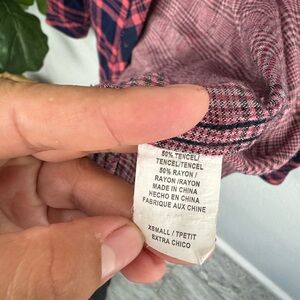 50% TENCEL/
TENCEL/TENCEL
50% RAYON /
RAYON /RAYON
MADE IN CHINA
HECHO EN CHINA
FABRIQUE AUX CHINE
XSMALL / TPETIT
EXTRA CHICO